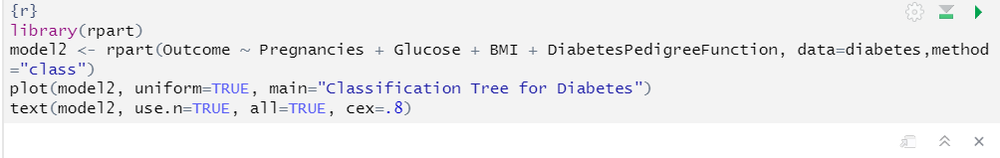 {r}
library(rpart)
model2 <- rpart(Outcome ~ Pregnancies + Glucose + BMI + DiabetesPedigreeFunction, data=diabetes,method
="class")
plot(model2, uniform=TRUE, main="Classification Tree for Diabetes")
text(model2, use.n=TRUE, all=TRUE, cex=.8)